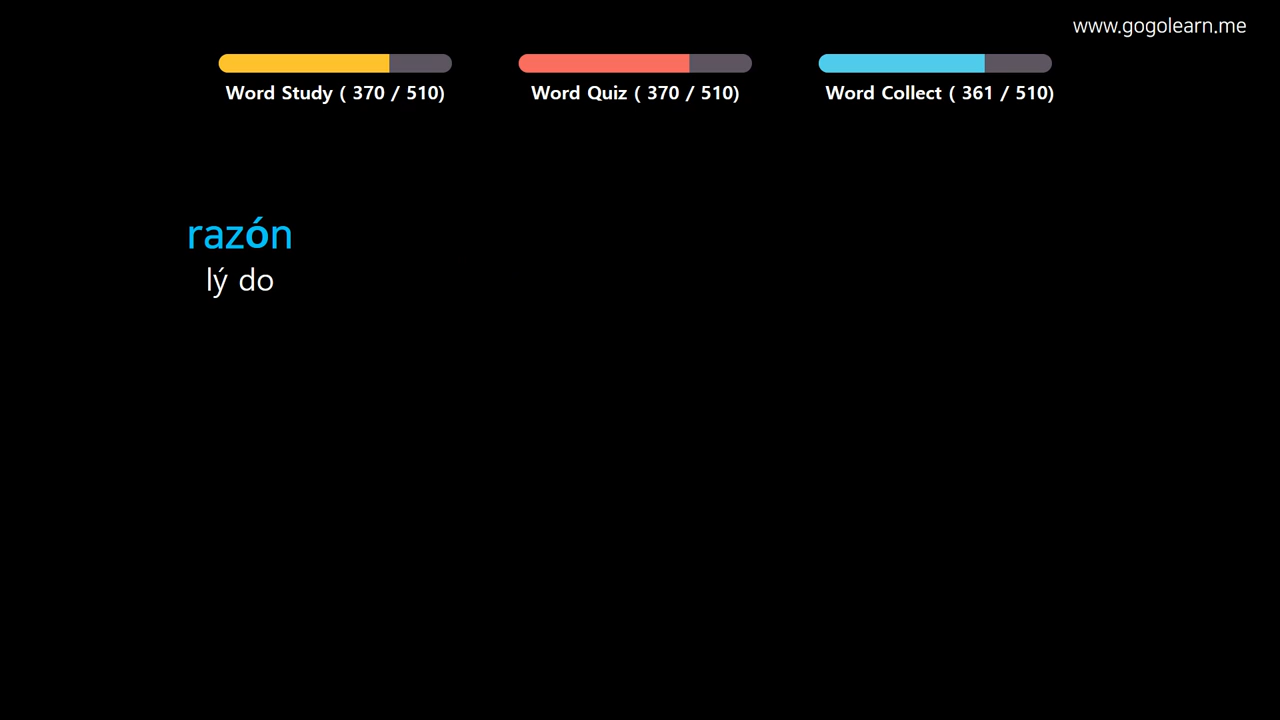 www.gogolearn.me
Word Study ( 370 / 510)
Word Quiz ( 370 / 510)
Word Collect ( 361 / 510)
razón
lý do